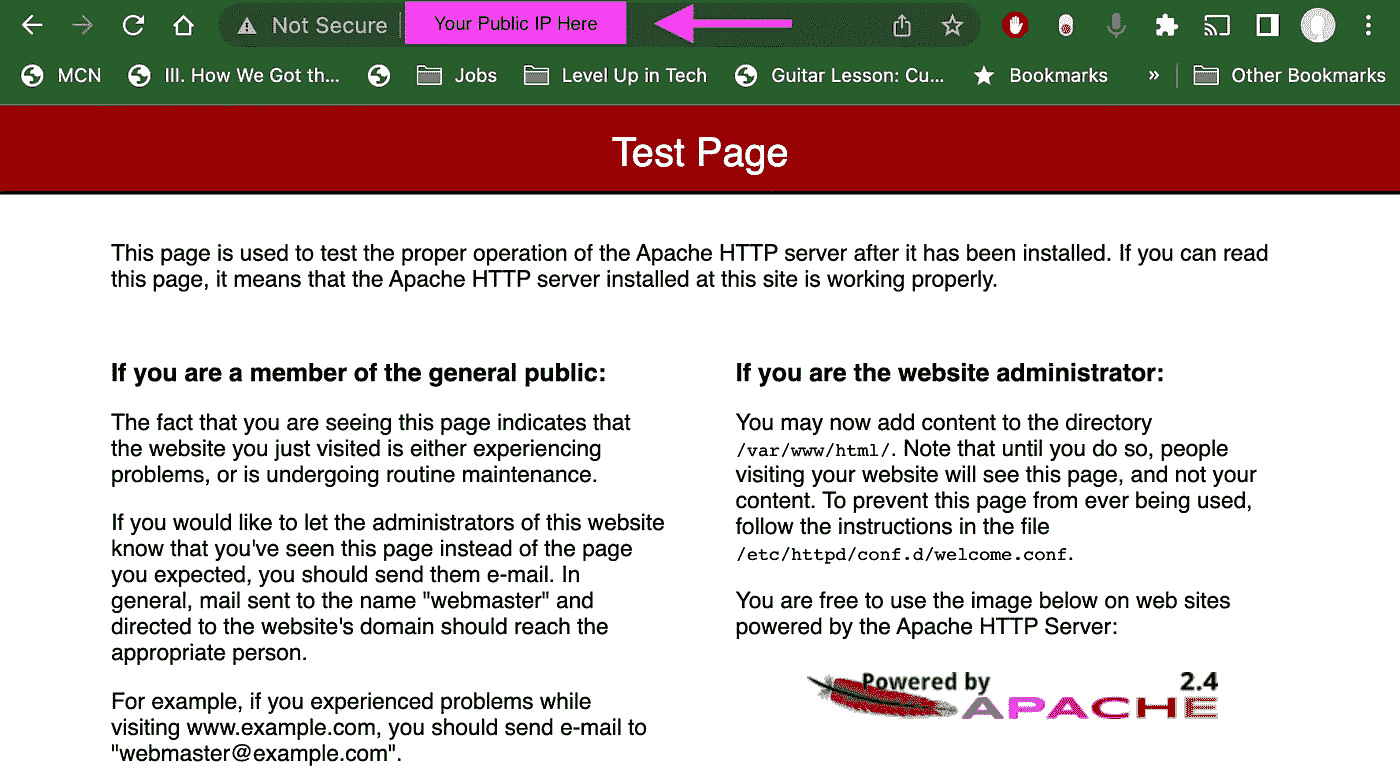 Not Secure
Your Public IP Here
MCN
III. How We Got th...
Jobs
Level Up in Tech
Guitar Lesson: Cu...
Bookmarks
»
Other Bookmarks
Test Page
This page is used to test the proper operation of the Apache HTTP server after it has been installed. If you can read
this page, it means that the Apache HTTP server installed at this site is working properly.
If you are a member of the general public:
The fact that you are seeing this page indicates that
the website you just visited is either experiencing
problems, or is undergoing routine maintenance.
If you would like to let the administrators of this website
know that you've seen this page instead of the page
you expected, you should send them e-mail. In
general, mail sent to the name "webmaster" and
directed to the website's domain should reach the
appropriate person.
For example, if you experienced problems while
visiting www.example.com, you should send e-mail to
"webmaster@example.com".
If you are the website administrator:
You may now add content to the directory
/var/www/html/. Note that until you do so, people
visiting your website will see this page, and not your
content. To prevent this page from ever being used,
follow the instructions in the file
/etc/httpd/conf.d/welcome.conf.
You are free to use the image below on web sites
powered by the Apache HTTP Server:
Powered by 2.4
APACHE